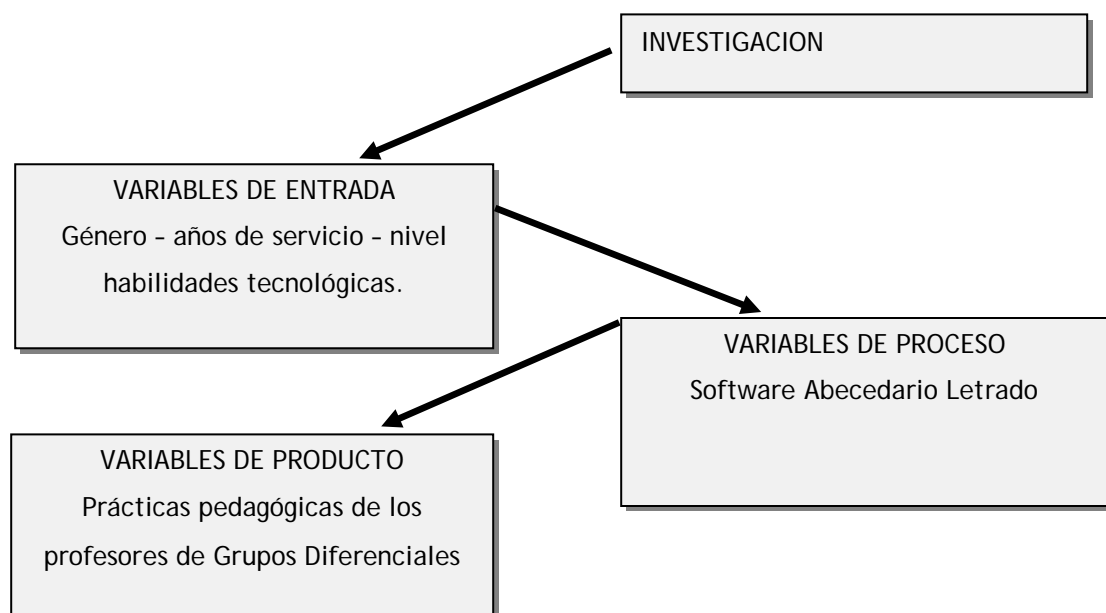 INVESTIGACION
VARIABLES DE ENTRADA
Género - años de servicio - nivel
habilidades tecnológicas.
VARIABLES DE PROCESO
Software Abecedario Letrado
VARIABLES DE PRODUCTO
Prácticas pedagógicas de los
profesores de Grupos Diferenciales